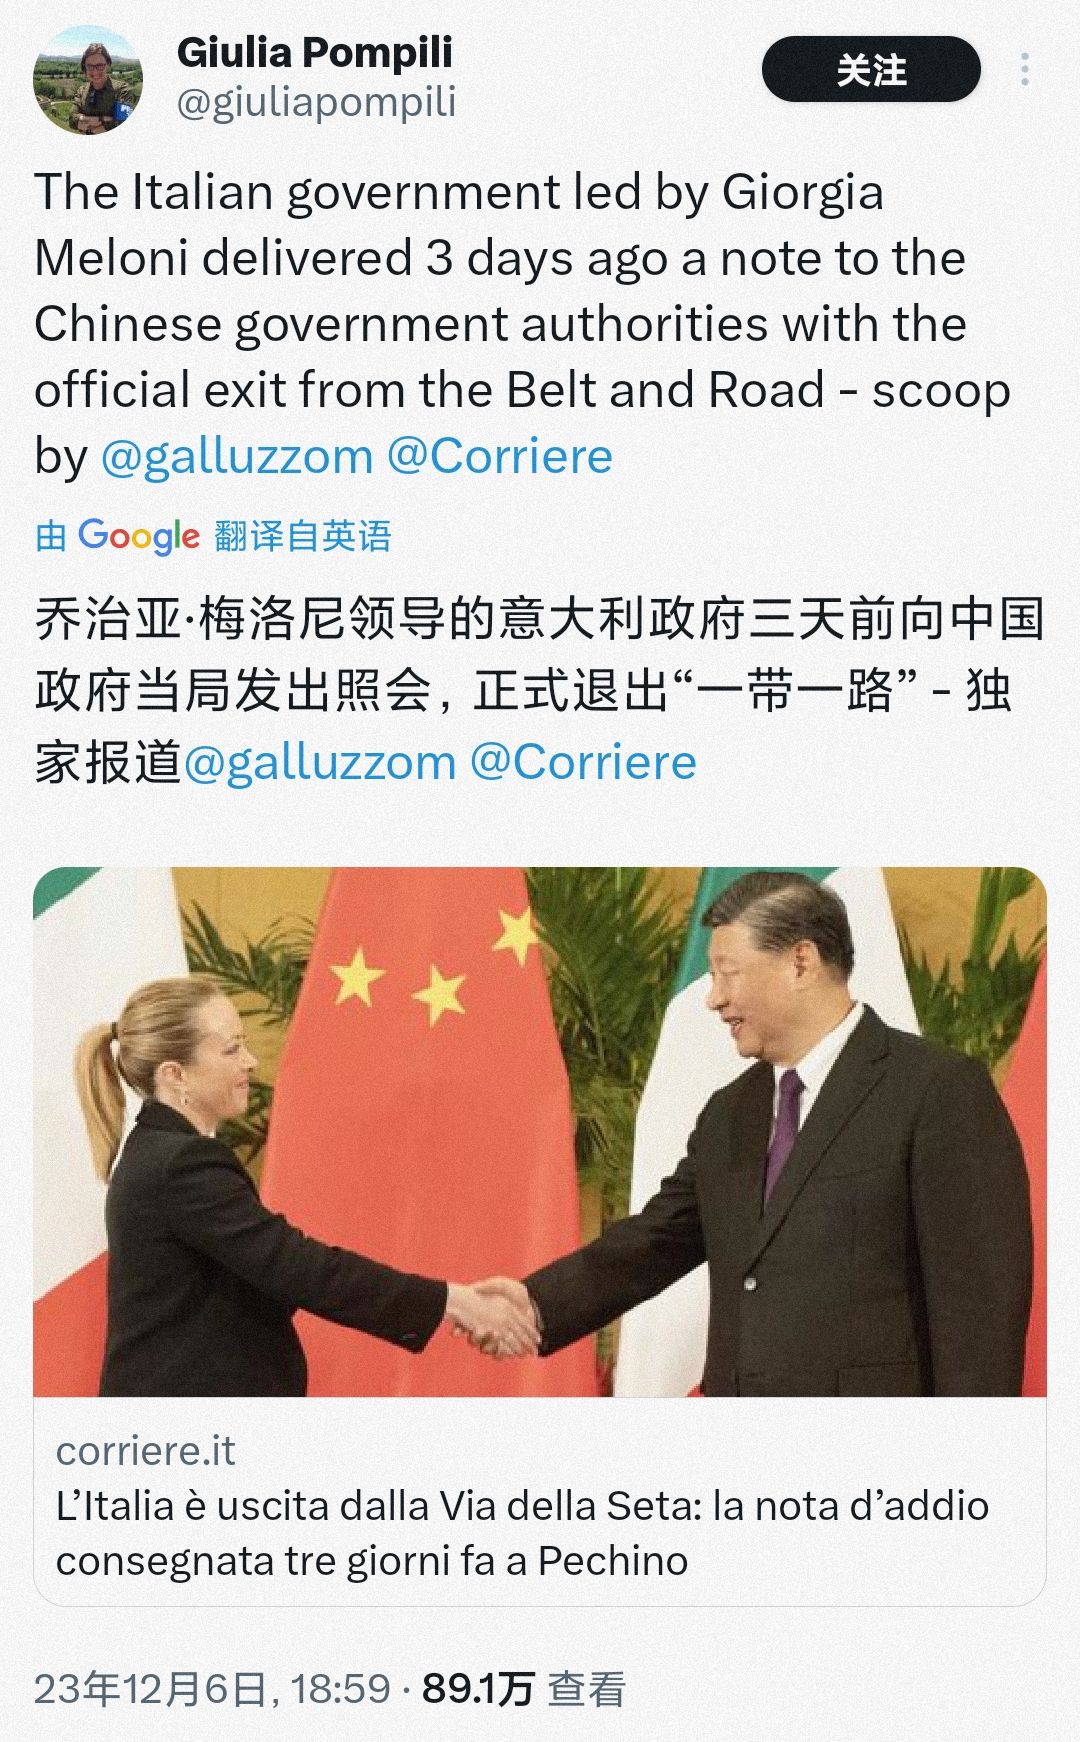 Giulia Pompili
@giuliapompili
关注
The Italian government led by Giorgia
Meloni delivered 3 days ago a note to the
Chinese government authorities with the
official exit from the Belt and Road - scoop
by @galluzzom @Corriere
由 Google 翻译自英语
乔治亚·梅洛尼领导的意大利政府三天前向中国
政府当局发出照会，正式退出“一带一路” - 独
家报道@galluzzom @Corriere
corriere.it
L’Italia è uscita dalla Via della Seta: la nota d’addio
consegnata tre giorni fa a Pechino
23年12月6日, 18:59 · 89.1万 查看